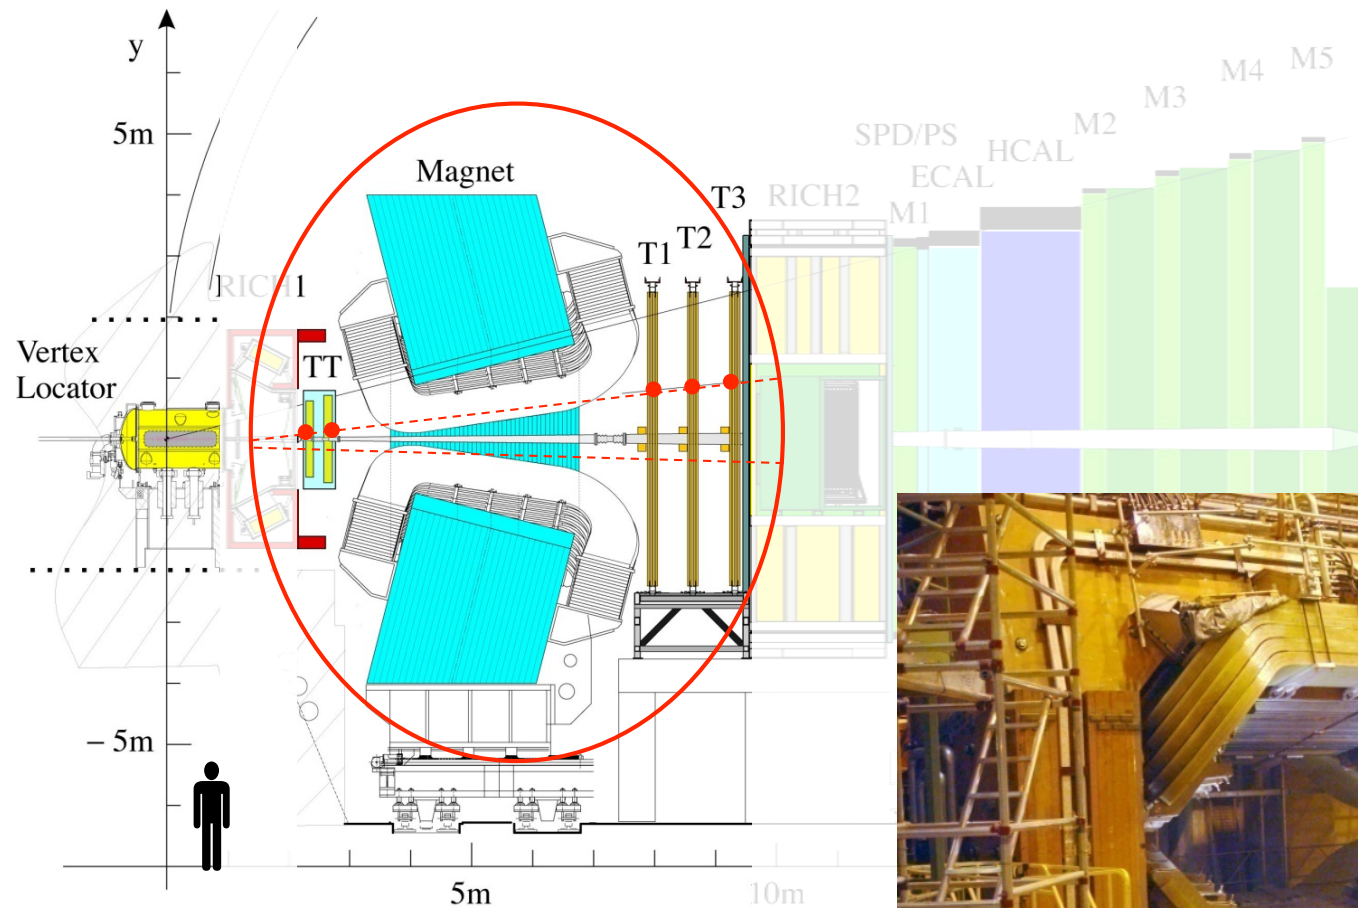 y
5m
Magnet
T3
T2
T1
RICH1
TT
Vertex
Locator
SPD/PS
ECAL
HCAL
RICH2
M1
M2
M3
M4
M5
− 5m
5m
10m